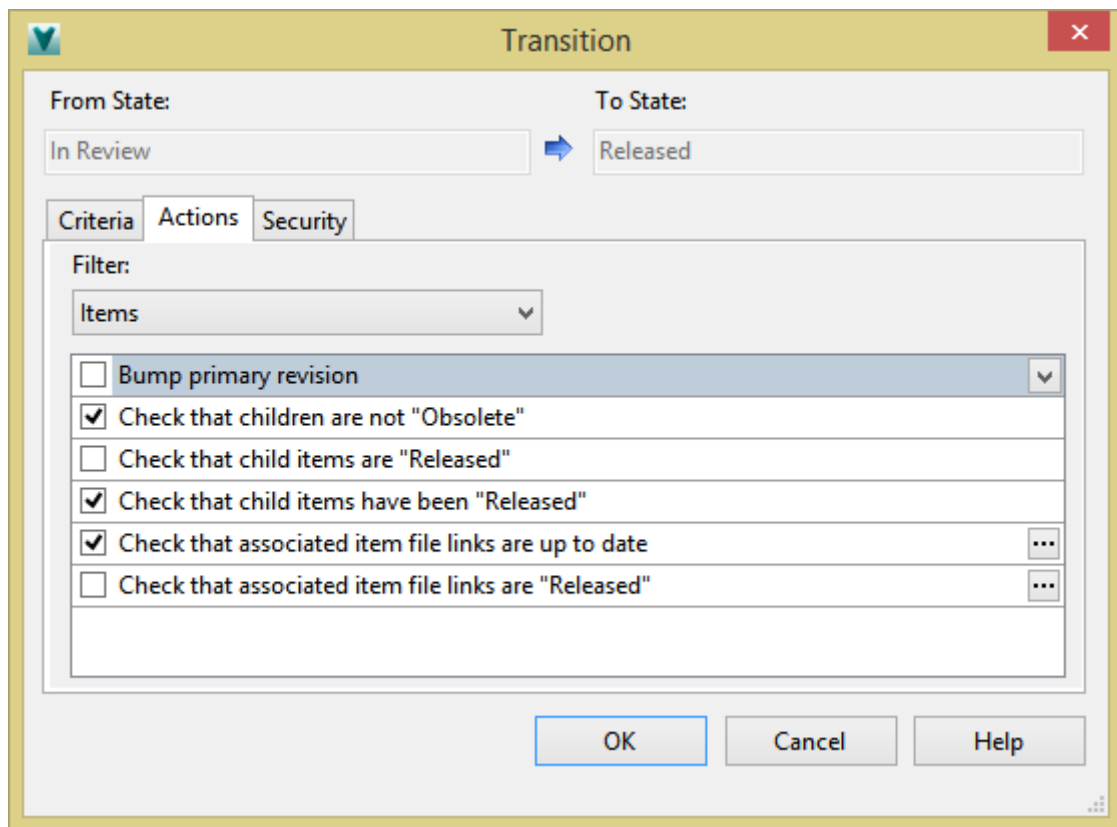 Transition
From State: To State:
In Review Released
Criteria Actions Security
Filter:
Items
Bump primary revision
Check that children are not "Obsolete"
Check that child items are "Released"
Check that child items have been "Released"
Check that associated item file links are up to date
Check that associated item file links are "Released"
OK Cancel Help